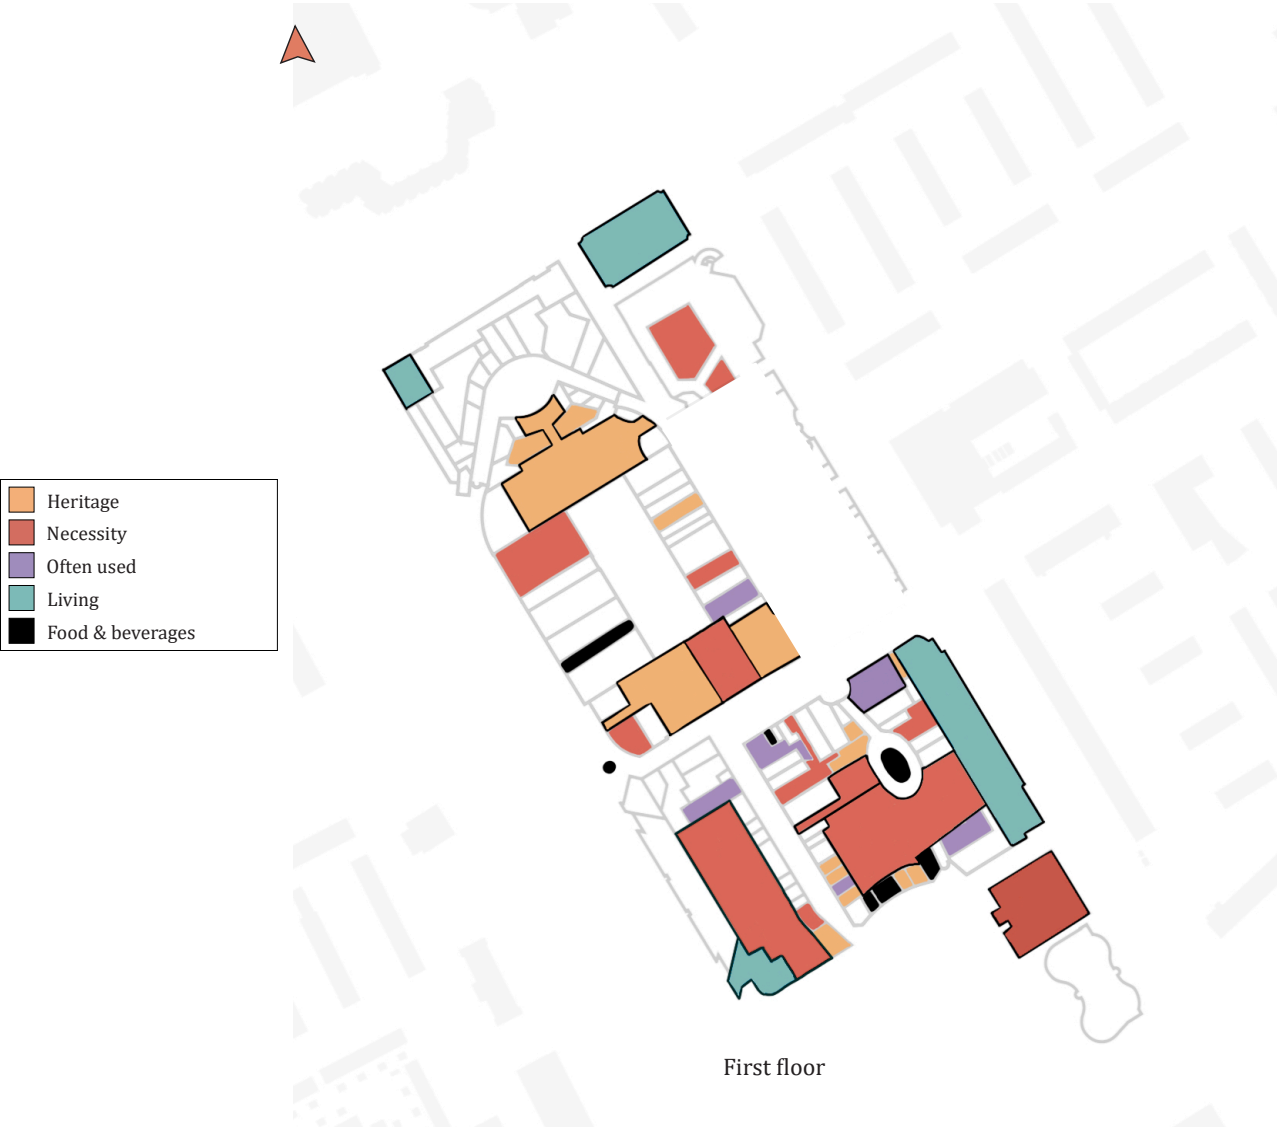 Heritage
Necessity
Often used
Living
Food & beverages
First floor